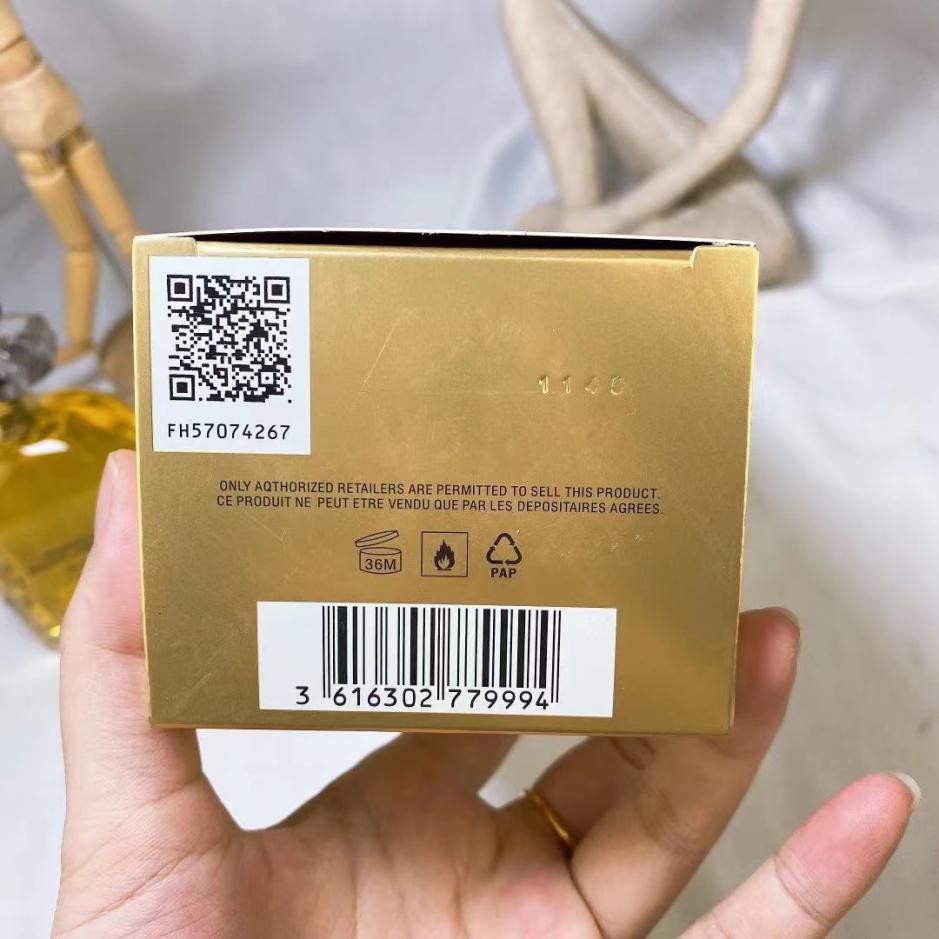 1145
FH57074267
ONLY AQTHORIZED RETAILERS ARE PERMITTED TO SELL THIS PRODUCT.
CE PRODUIT NE PEUT ETRE VENDU QUE PAR LES DEPOSITAIRES AGREES.
36M
PAP
3 616302 779994